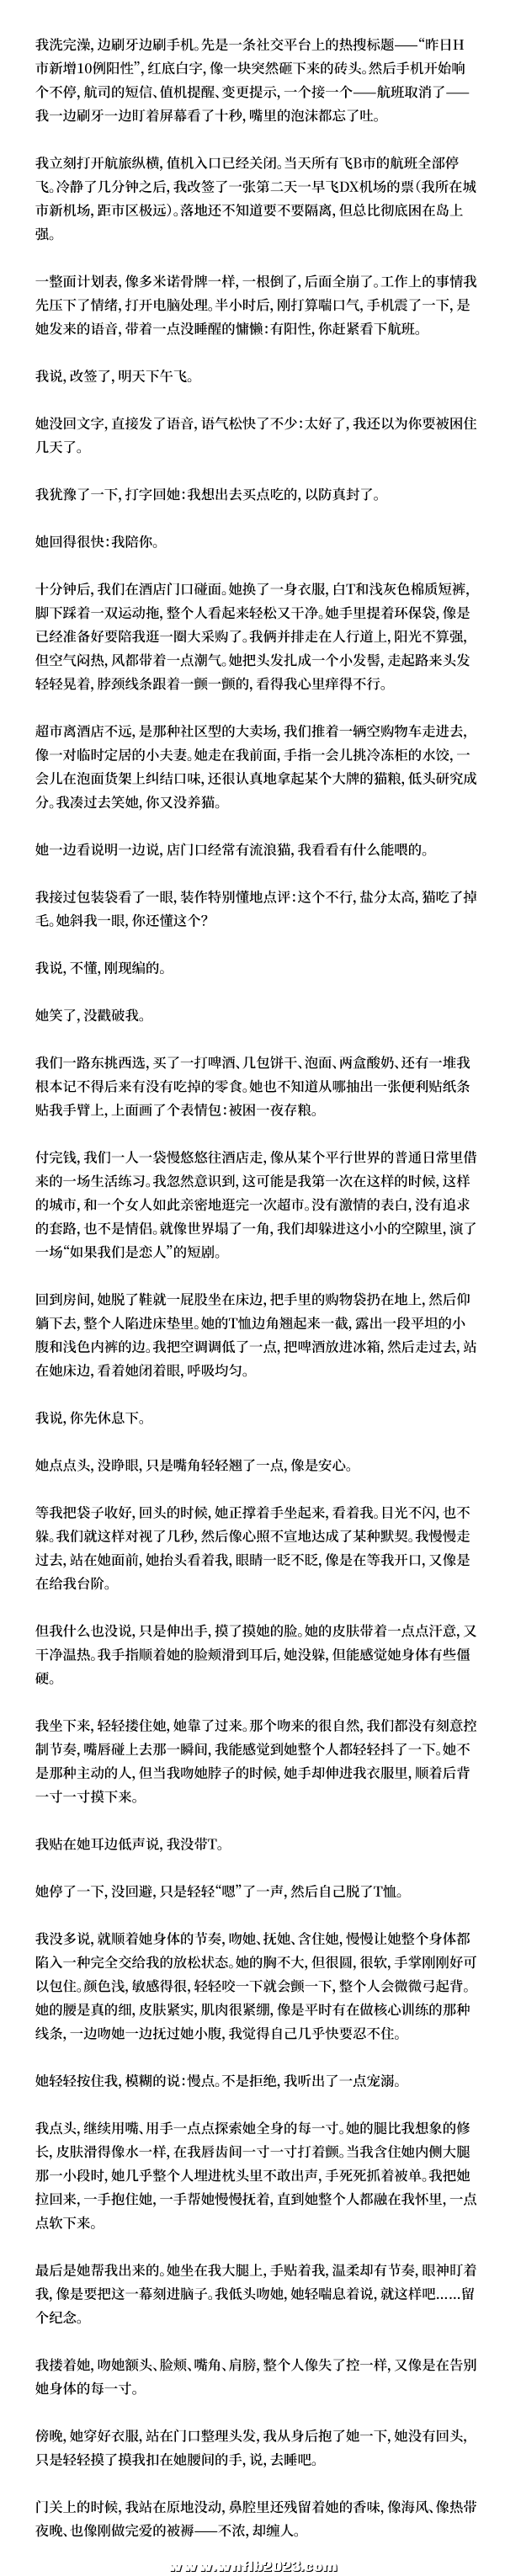 我洗完澡，边刷牙边刷手机。先是一条社交平台上的热搜标题——“昨日H
市新增10例阳性”，红底白字，像一块突然砸下来的砖头。然后手机开始响
个不停，航司的短信、值机提醒、变更提示，一个接一个——航班取消了——
我一边刷牙一边盯着屏幕看了十秒，嘴里的泡沫都忘了吐。
我立刻打开航旅纵横，值机入口已经关闭。当天所有飞B市的航班全部停
飞。冷静了几分钟之后，我改签了一张第二天一早飞DX机场的票（我所在城
市新机场，距市区极远）。落地还不知道要不要隔离，但总比彻底困在岛上
强。
一整面计划表，像多米诺骨牌一样，一根倒了，后面全崩了。工作上的事情我
先压下了情绪，打开电脑处理。半小时后，刚打算喘口气，手机震了一下，是
她发来的语音，带着一点没睡醒的慵懒：有阳性，你赶紧看下航班。
我说，改签了，明天下午飞。
她没回文字，直接发了语音，语气松快了不少：太好了，我还以为你要被困住
几天了。
我犹豫了一下，打字回她：我想出去买点吃的，以防真封了。
她回得很快：我陪你。
十分钟后，我们在酒店门口碰面。她换了一身衣服，白T和浅灰色棉质短裤，
脚下踩着一双运动拖，整个人看起来轻松又干净。她手里提着环保袋，像是
已经准备好要陪我逛一圈大采购了。我俩并排走在人行道上，阳光不算强，
但空气闷热，风都带着一点潮气。她把头发扎成一个小发髻，走起路来头发
轻轻晃着，脖颈线条跟着一颤一颤的，看得我心里痒得不行。
超市离酒店不远，是那种社区型的大卖场，我们推着一辆空购物车走进去，
像一对临时定居的小夫妻。她走在我前面，手指一会儿挑冷冻柜的水饺，一
会儿在泡面货架上纠结口味，还很认真地拿起某个大牌的猫粮，低头研究成
分。我凑过去笑她，你又没养猫。
她一边看说明一边说，店门口经常有流浪猫，我看看有什么能喂的。
我接过包装袋看了一眼，装作特别懂地点评：这个不行，盐分太高，猫吃了掉
毛。她斜我一眼，你还懂这个？
我说，不懂，刚现编的。
她笑了，没戳破我。
我们一路东挑西选，买了一打啤酒、几包饼干、泡面、两盒酸奶、还有一堆我
根本记不得后来有没有吃掉的零食。她也不知道从哪抽出一张便利贴纸条
贴我手臂上，上面画了个表情包：被困一夜存粮。
付完钱，我们一人一袋慢悠悠往酒店走，像从某个平行世界的普通日常里借
来的一场生活练习。我忽然意识到，这可能是我第一次在这样的时候，这样
的城市，和一个女人如此亲密地逛完一次超市。没有激情的表白，没有追求
的套路，也不是情侣。就像世界塌了一角，我们却躲进这小小的空隙里，演了
一场“如果我们是恋人”的短剧。
回到房间，她脱了鞋就一屁股坐在床边，把手里的购物袋扔在地上，然后仰
躺下去，整个人陷进床垫里。她的T恤边角翘起来一截，露出一段平坦的小
腹和浅色内裤的边。我把空调调低了一点，把啤酒放进冰箱，然后走过去，站
在她床边，看着她闭着眼，呼吸均匀。
我说，你先休息下。
她点点头，没睁眼，只是嘴角轻轻翘了一点，像是安心。
等我把袋子收好，回头的时候，她正撑着手坐起来，看着我。目光不闪，也不
躲。我们就这样对视了几秒，然后像心照不宣地达成了某种默契。我慢慢走
过去，站在她面前，她抬头看着我，眼睛一眨不眨，像是在等我开口，又像是
在给我台阶。
但我什么也没说，只是伸出手，摸了摸她的脸。她的皮肤带着一点点汗意，又
干净温热。我手指顺着她的脸颊滑到耳后，她没躲，但能感觉她身体有些僵
硬。
我坐下来，轻轻搂住她，她靠了过来。那个吻来的很自然，我们都没有刻意控
制节奏，嘴唇碰上去那一瞬间，我能感觉到她整个人都轻轻抖了一下。她不
是那种主动的人，但当我吻她脖子的时候，她手却伸进我衣服里，顺着后背
一寸一寸摸下来。
我贴在她耳边低声说，我没带T。
她停了一下，没回避，只是轻轻“嗯”了一声，然后自己脱了T恤。
我没多说，就顺着她身体的节奏，吻她、抚她、含住她，慢慢让她整个身体都
陷入一种完全交给我的放松状态。她的胸不大，但很圆，很软，手掌刚刚好可
以包住。颜色浅，敏感得很，轻轻咬一下就会颤一下，整个人会微微弓起背。
她的腰是真的细，皮肤紧实，肌肉很紧绷，像是平时有在做核心训练的那种
线条，一边吻她一边抚过她小腹，我觉得自己几乎快要忍不住。
她轻轻按住我，模糊的说：慢点。不是拒绝，我听出了一点宠溺。
我点头，继续用嘴、用手一点点探索她全身的每一寸。她的腿比我想象的修
长，皮肤滑得像水一样，在我唇齿间一寸一寸打着颤。当我含住她内侧大腿
那一小段时，她几乎整个人埋进枕头里不敢出声，手死死抓着被单。我把她
拉回来，一手抱住她，一手帮她慢慢抚着，直到她整个人都融在我怀里，一点
点软下来。
最后是她帮我出来的。她坐在我大腿上，手贴着我，温柔却有节奏，眼神盯着
我，像是要把这一幕刻进脑子。我低头吻她，她轻喘息着说，就这样吧……留
个纪念。
我搂着她，吻她额头、脸颊、嘴角、肩膀，整个人像失了控一样，又像是在告别
她身体的每一寸。
傍晚，她穿好衣服，站在门口整理头发，我从身后抱了她一下，她没有回头，
只是轻轻摸了摸我扣在她腰间的手，说，去睡吧。
门关上的时候，我站在原地没动，鼻腔里还残留着她的香味，像海风、像热带
夜晚、也像刚做完爱的被褥——不浓，却缠人。
www.wnflb2023.com